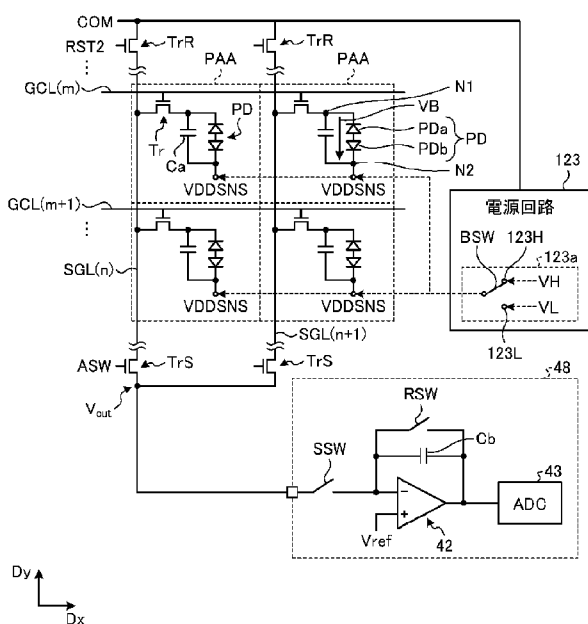 COM
RST2
TrR
TrR
PAA
PAA
GCL(m)
N1
VB
PD
PDa
PDb
PD
Tr
Ca
N2
VDDSNS
VDDSNS
123
電源回路
BSW
123H
123a
VH
VL
123L
GCL(m+1)
SGL(n)
VDDSNS
VDDSNS
SGL(n+1)
ASW
TrS
TrS
Vout
48
RSW
SSW
Cb
43
ADC
Vref
42
Dy
Dx